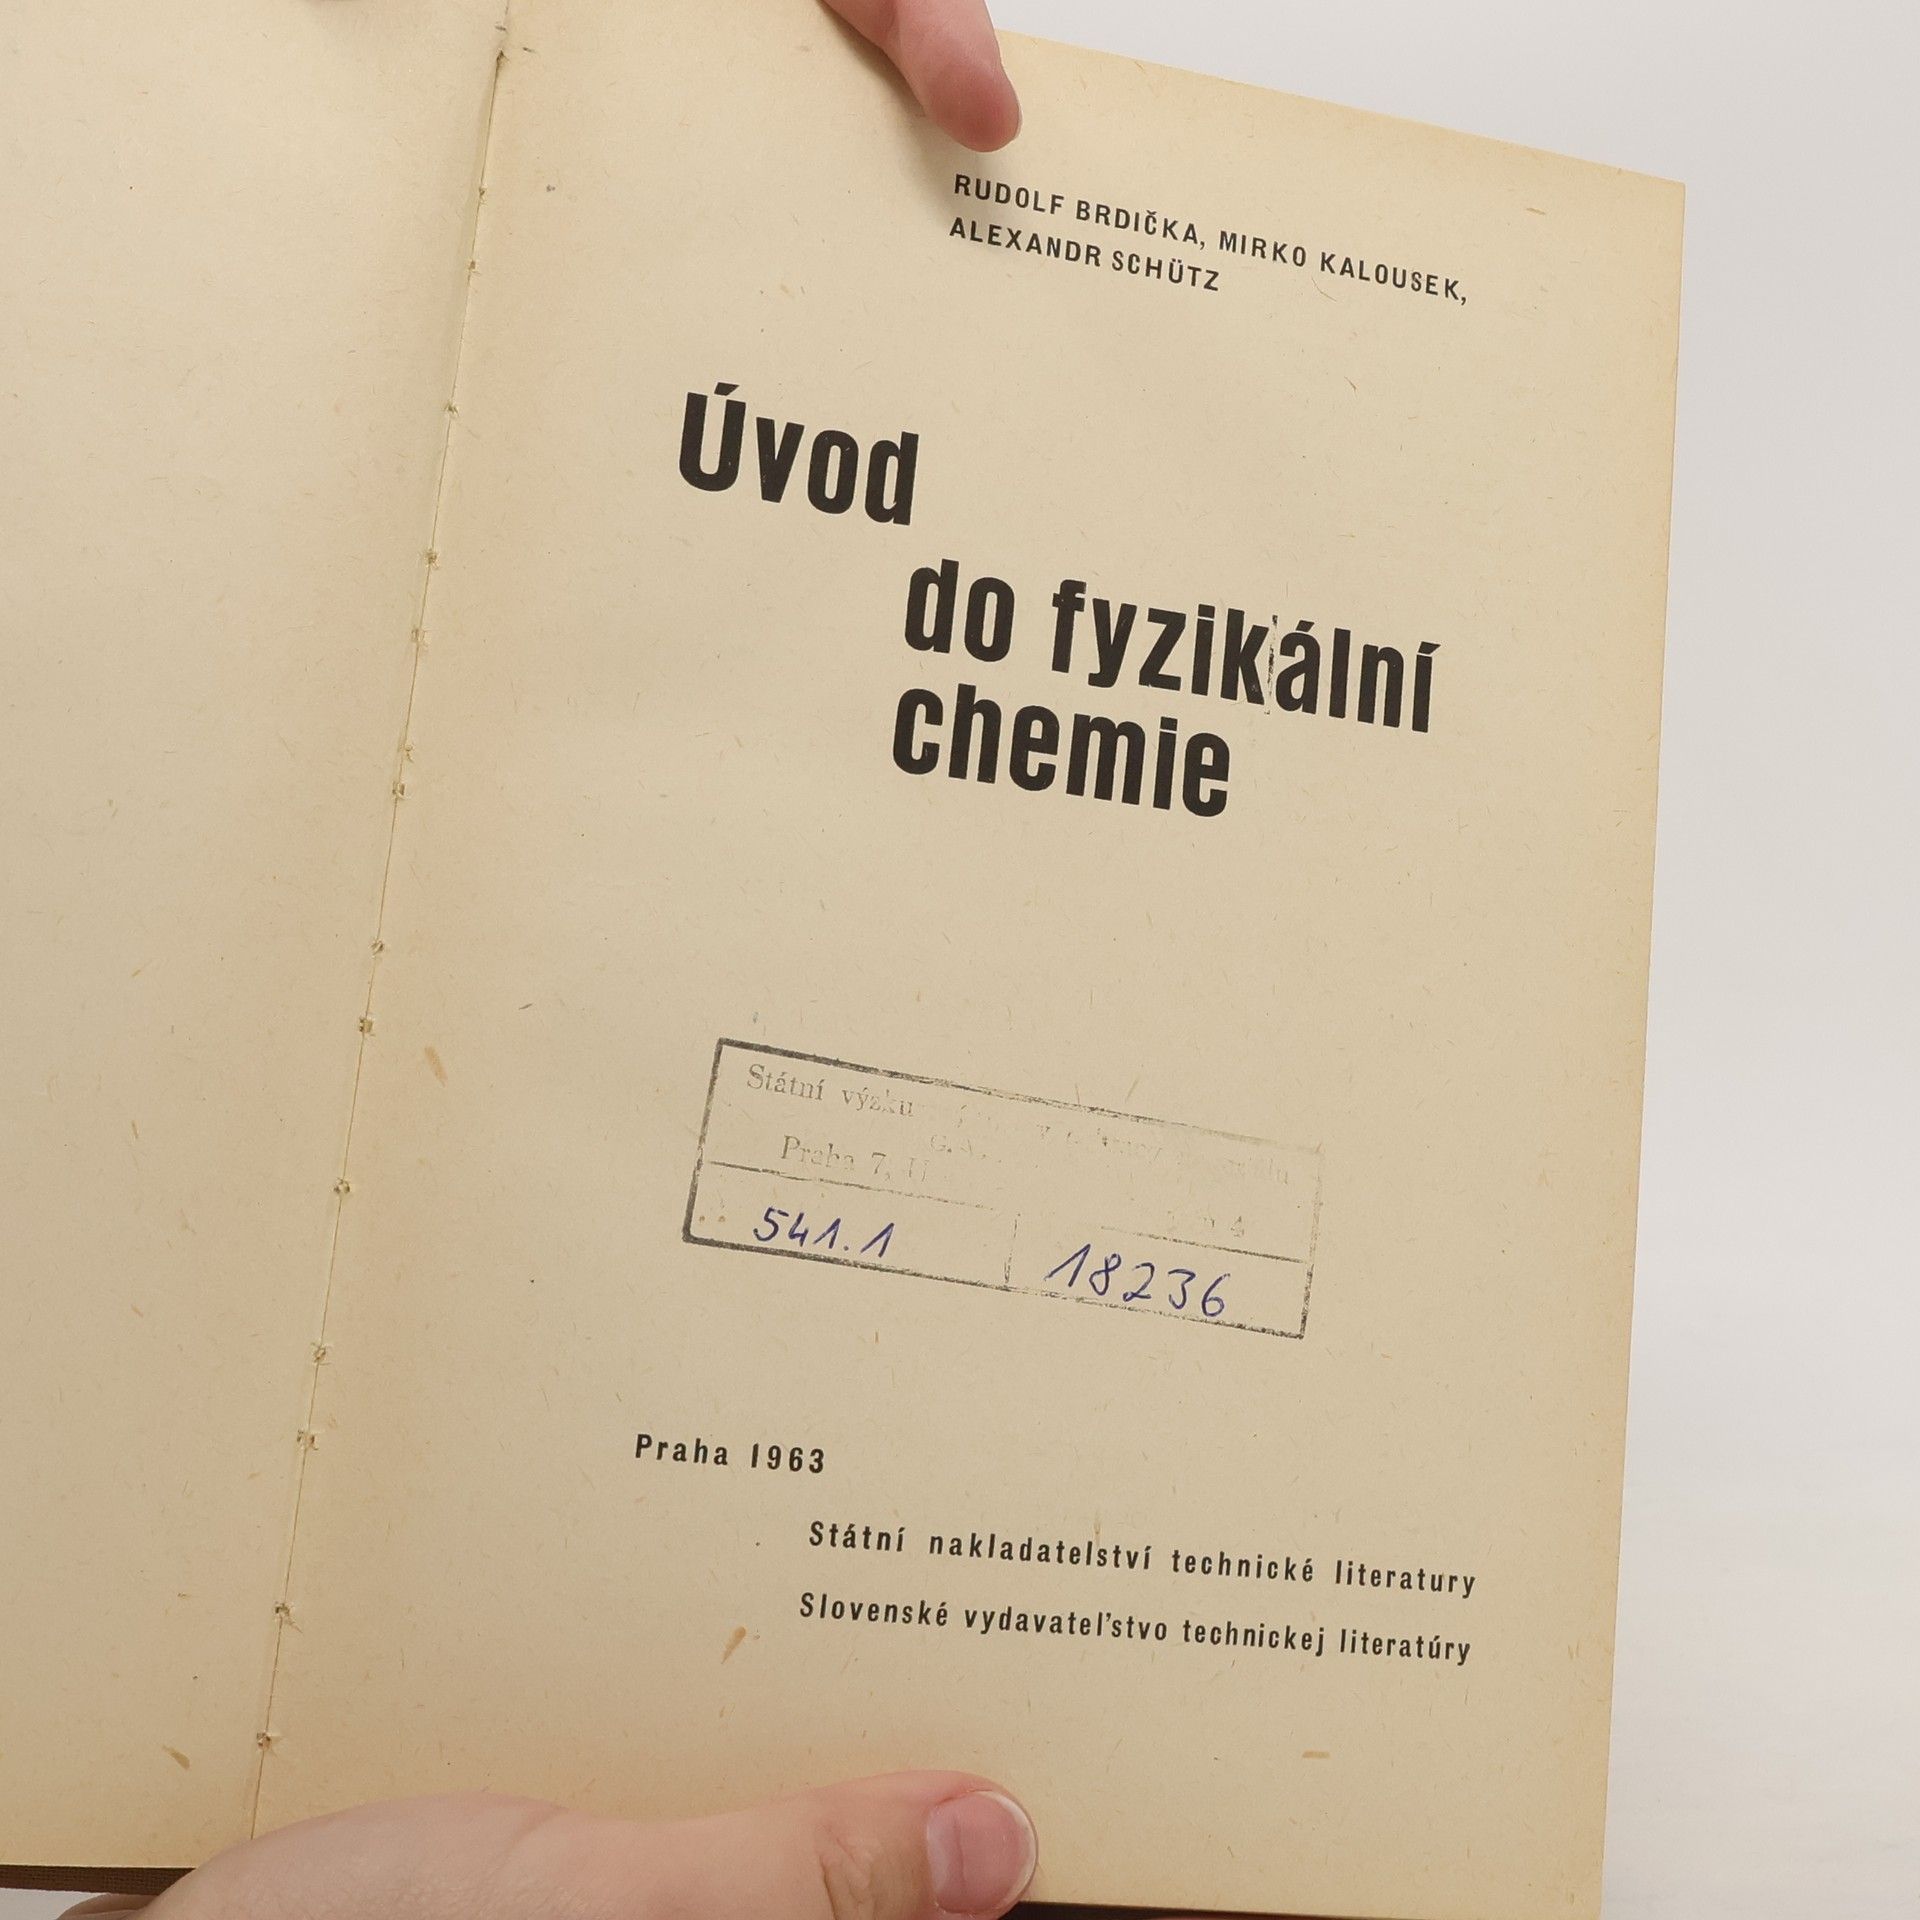 RUDOLF BRDIČKA, MIRKO KALOUSEK,
ALEXANDR SCHÜTZ
Úvod
do fyzikální
chemie
Státní
Praha 7,
541.1
18236
Praha 1963
Státní nakladatelství technické literatury
Slovenské vydavateľstvo technickej literatúry